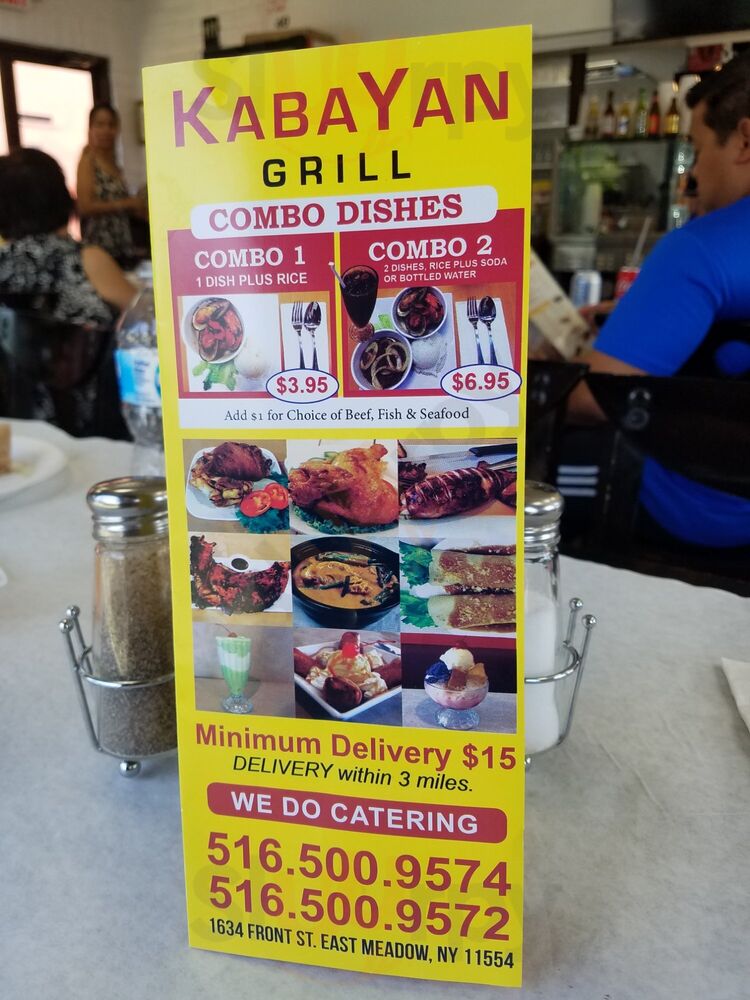 KABAYAN
GRILL
COMBO DISHES
COMBO 1
1 DISH PLUS RICE
$3.95
COMBO 2
2 DISHES, RICE PLUS SODA
OR BOTTLED WATER
$6.95
Add $1 for Choice of Beef, Fish & Seafood
Minimum Delivery $15
DELIVERY within 3 miles.
WE DO CATERING
516.500.9574
516.500.9572
1634 FRONT ST. EAST MEADOW, NY 11554